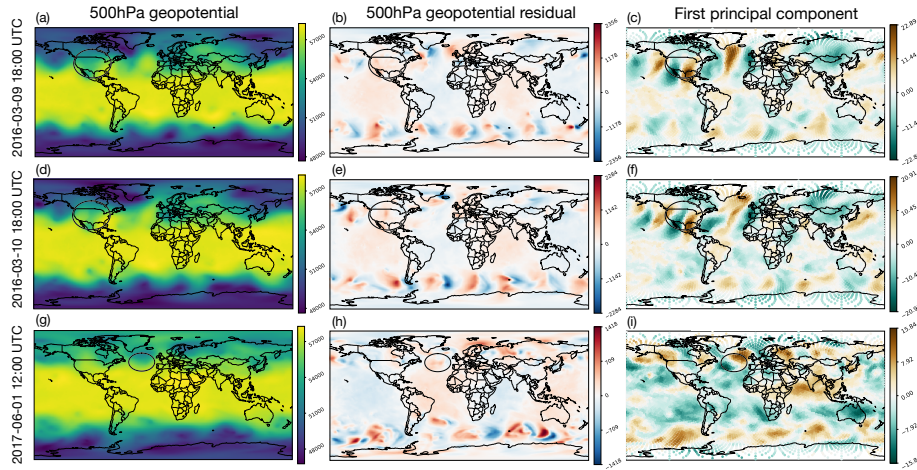 500hPa geopotential
500hPa geopotential residual
First principal component
2016-03-09 18:00 UTC
(a)
57000
54000
51000
48000
(b)
2356
1178
0
−1178
−2356
(c)
22.89
11.44
0.00
−11.44
−22.8
2016-03-10 18:00 UTC
(d)
57000
54000
51000
48000
(e)
2284
1142
0
−1142
−2284
(f)
20.91
10.45
0.00
−10.4
−20.9
2017-06-01 12:00 UTC
(g)
57000
54000
51000
48000
(h)
1418
709
0
−709
−1418
(i)
15.84
7.92
0.00
−7.92
−15.8